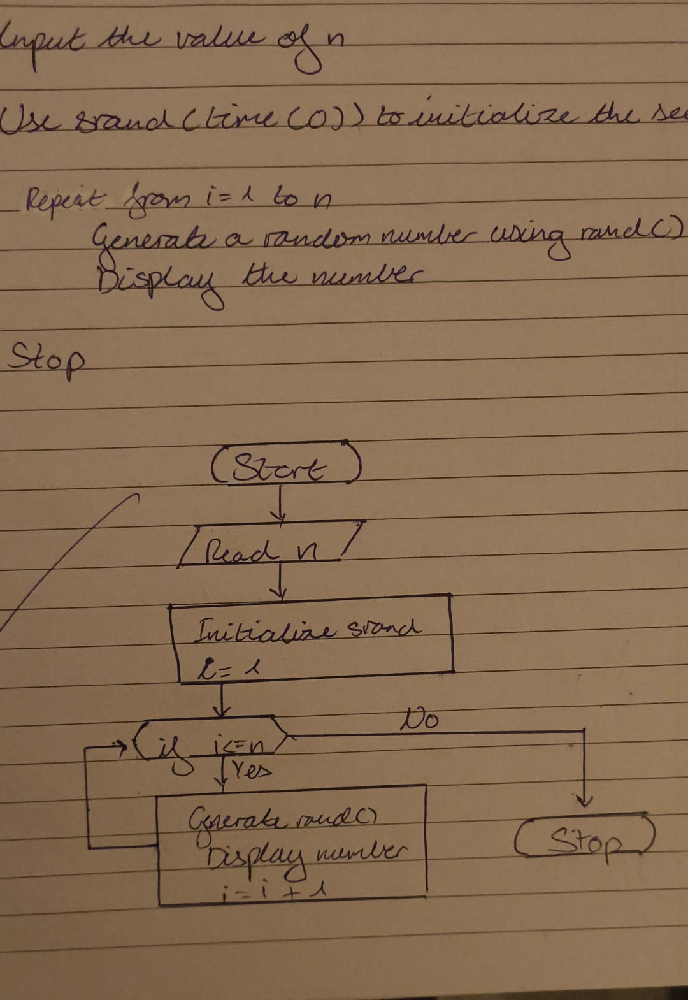 Input the value of n
Use srand(time(0)) to initialize the see
Repeat from i=1 to n
Generate a random number using rand()
Display the number
Stop
Start
Read n
Initialize srand
i=1
No
if i<=n
Yes
Generate rand()
Display number
i=i+1
Stop